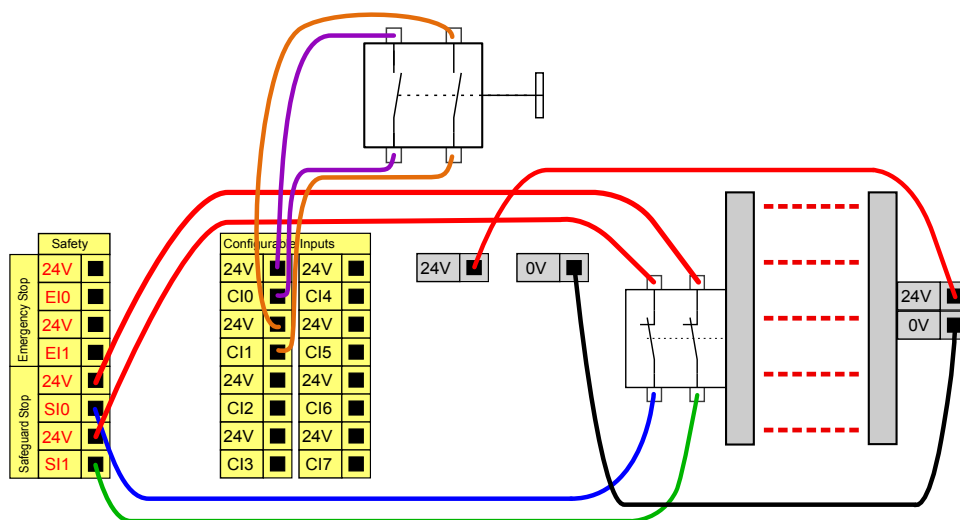 Safety
Emergency Stop
24V
EI0
24V
EI1
Safeguard Stop
24V
SI0
24V
SI1
Configurable Inputs
24V 24V
CI0 CI4
24V 24V
CI1 CI5
24V 24V
CI2 CI6
24V 24V
CI3 CI7
24V
0V
24V
0V